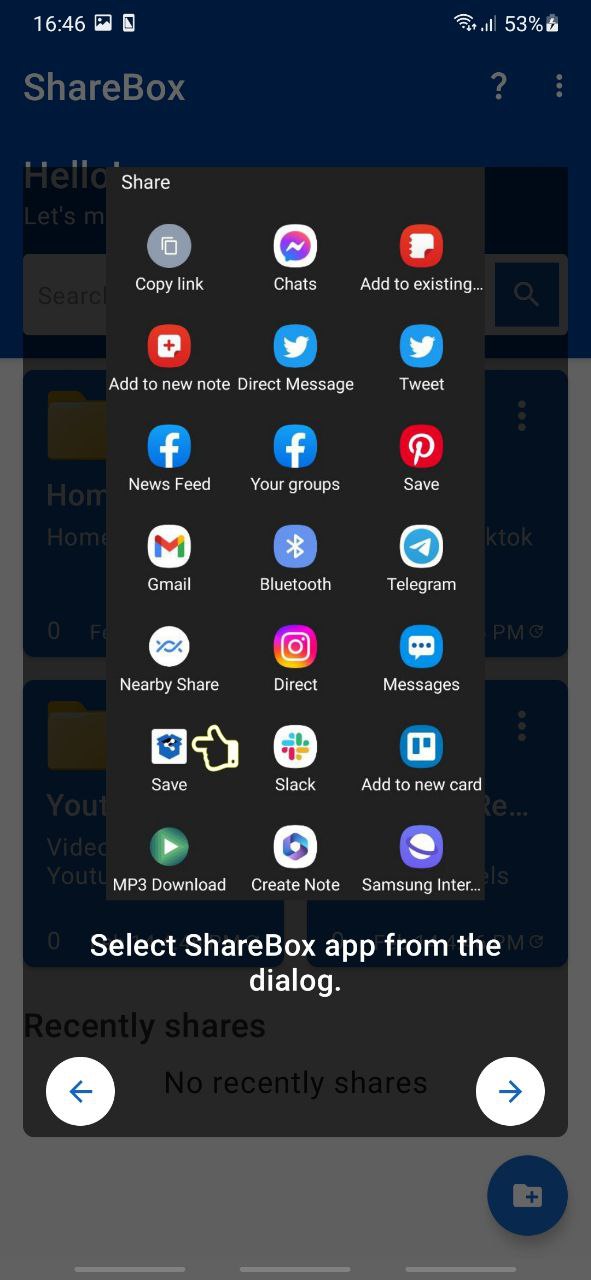 16:46
53%
ShareBox
?
Hello!
Let's m
Search
Share
Copy link
Chats
Add to existing...
Add to new note
Direct Message
Tweet
News Feed
Your groups
Save
Gmail
Bluetooth
Telegram
Nearby Share
Direct
Messages
Save
Slack
Add to new card
MP3 Download
Create Note
Samsung Inter...
Hom
Home
ktok
0
Fe
PM
Yout
Re...
Video
Youtu
els
0
0
PM
Select ShareBox app from the
dialog.
Recently shares
No recently shares